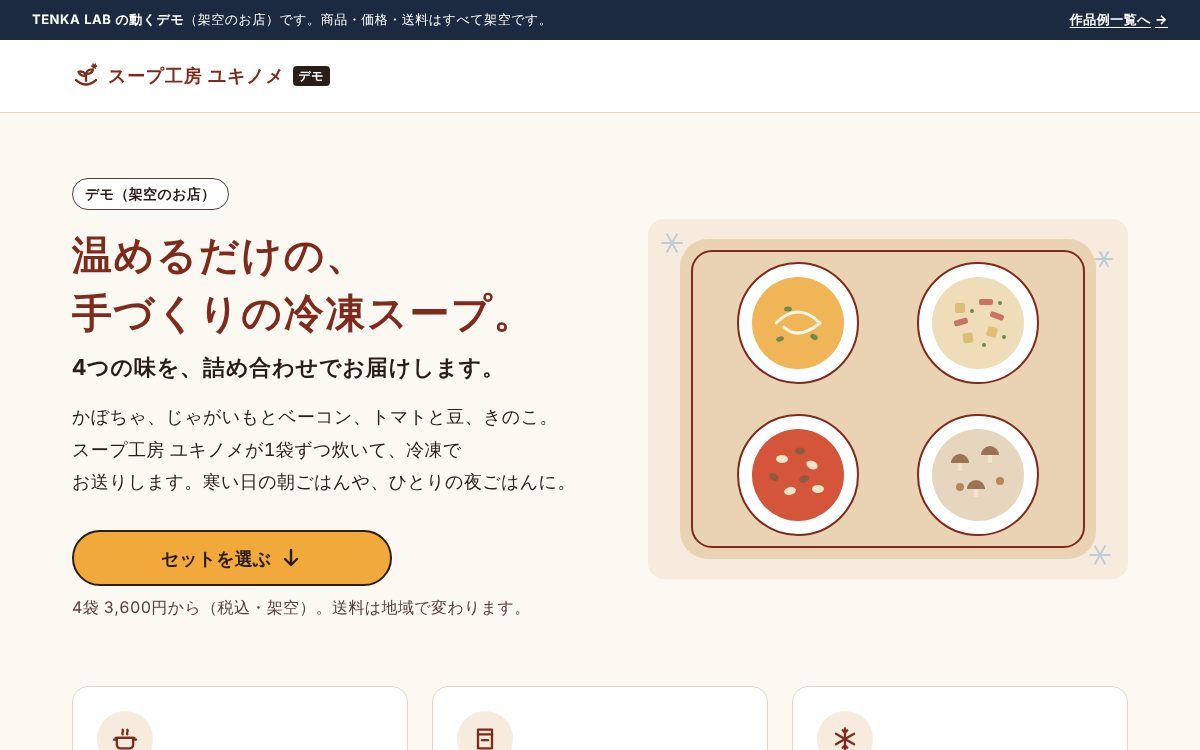 TENKA LAB の動くデモ（架空のお店）です。商品・価格・送料はすべて架空です。
作品例一覧へ →
スープ工房 ユキノメ デモ
デモ（架空のお店）
温めるだけの、
手づくりの冷凍スープ。
4つの味を、詰め合わせでお届けします。
かぼちゃ、じゃがいもとベーコン、トマトと豆、きのこ。
スープ工房 ユキノメが1袋ずつ炊いて、冷凍で
お送りします。寒い日の朝ごはんや、ひとりの夜ごはんに。
セットを選ぶ ↓
4袋 3,600円から（税込・架空）。送料は地域で変わります。